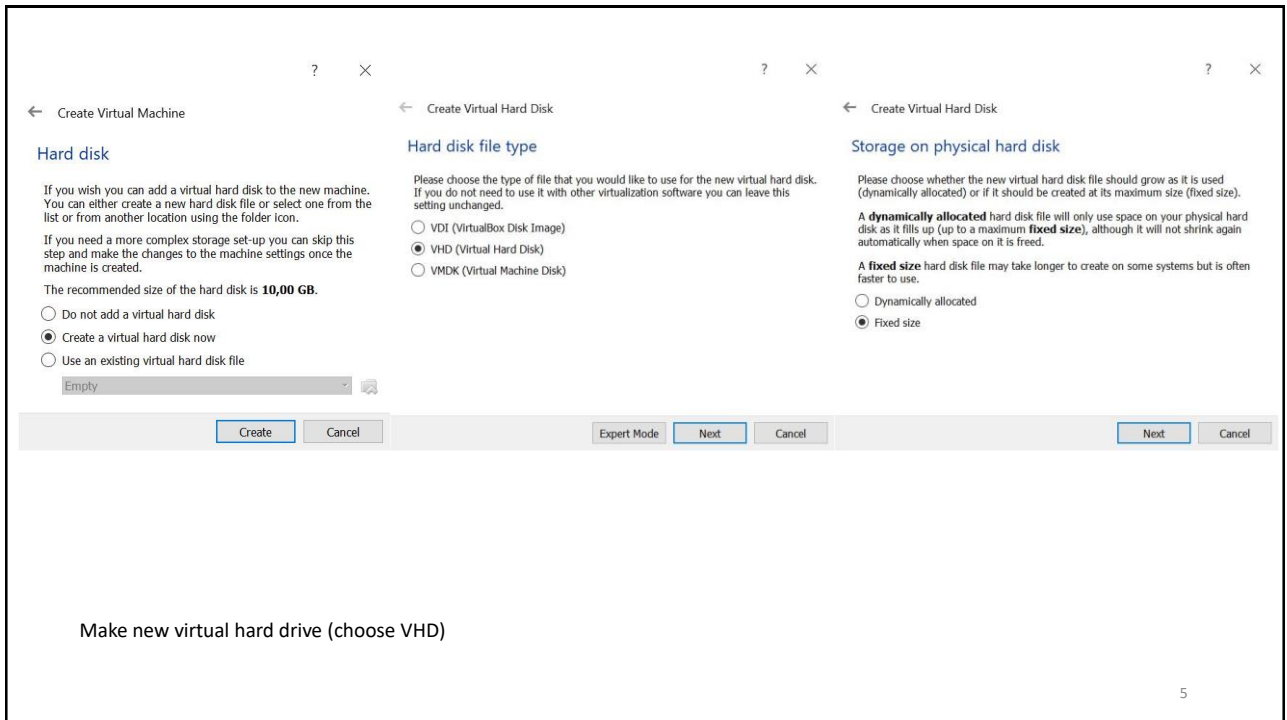 ? ×
← Create Virtual Machine
Hard disk
If you wish you can add a virtual hard disk to the new machine.
You can either create a new hard disk file or select one from the
list or from another location using the folder icon.
If you need a more complex storage set-up you can skip this
step and make the changes to the machine settings once the
machine is created.
The recommended size of the hard disk is 10,00 GB.
Do not add a virtual hard disk
Create a virtual hard disk now
Use an existing virtual hard disk file
Empty
Create Cancel
? ×
← Create Virtual Hard Disk
Hard disk file type
Please choose the type of file that you would like to use for the new virtual hard disk.
If you do not need to use it with other virtualization software you can leave this
setting unchanged.
VDI (VirtualBox Disk Image)
VHD (Virtual Hard Disk)
VMDK (Virtual Machine Disk)
Expert Mode Next Cancel
? ×
← Create Virtual Hard Disk
Storage on physical hard disk
Please choose whether the new virtual hard disk file should grow as it is used
(dynamically allocated) or if it should be created at its maximum size (fixed size).
A dynamically allocated hard disk file will only use space on your physical hard
disk as it fills up (up to a maximum fixed size), although it will not shrink again
automatically when space on it is freed.
A fixed size hard disk file may take longer to create on some systems but is often
faster to use.
Dynamically allocated
Fixed size
Next Cancel
Make new virtual hard drive (choose VHD)
5